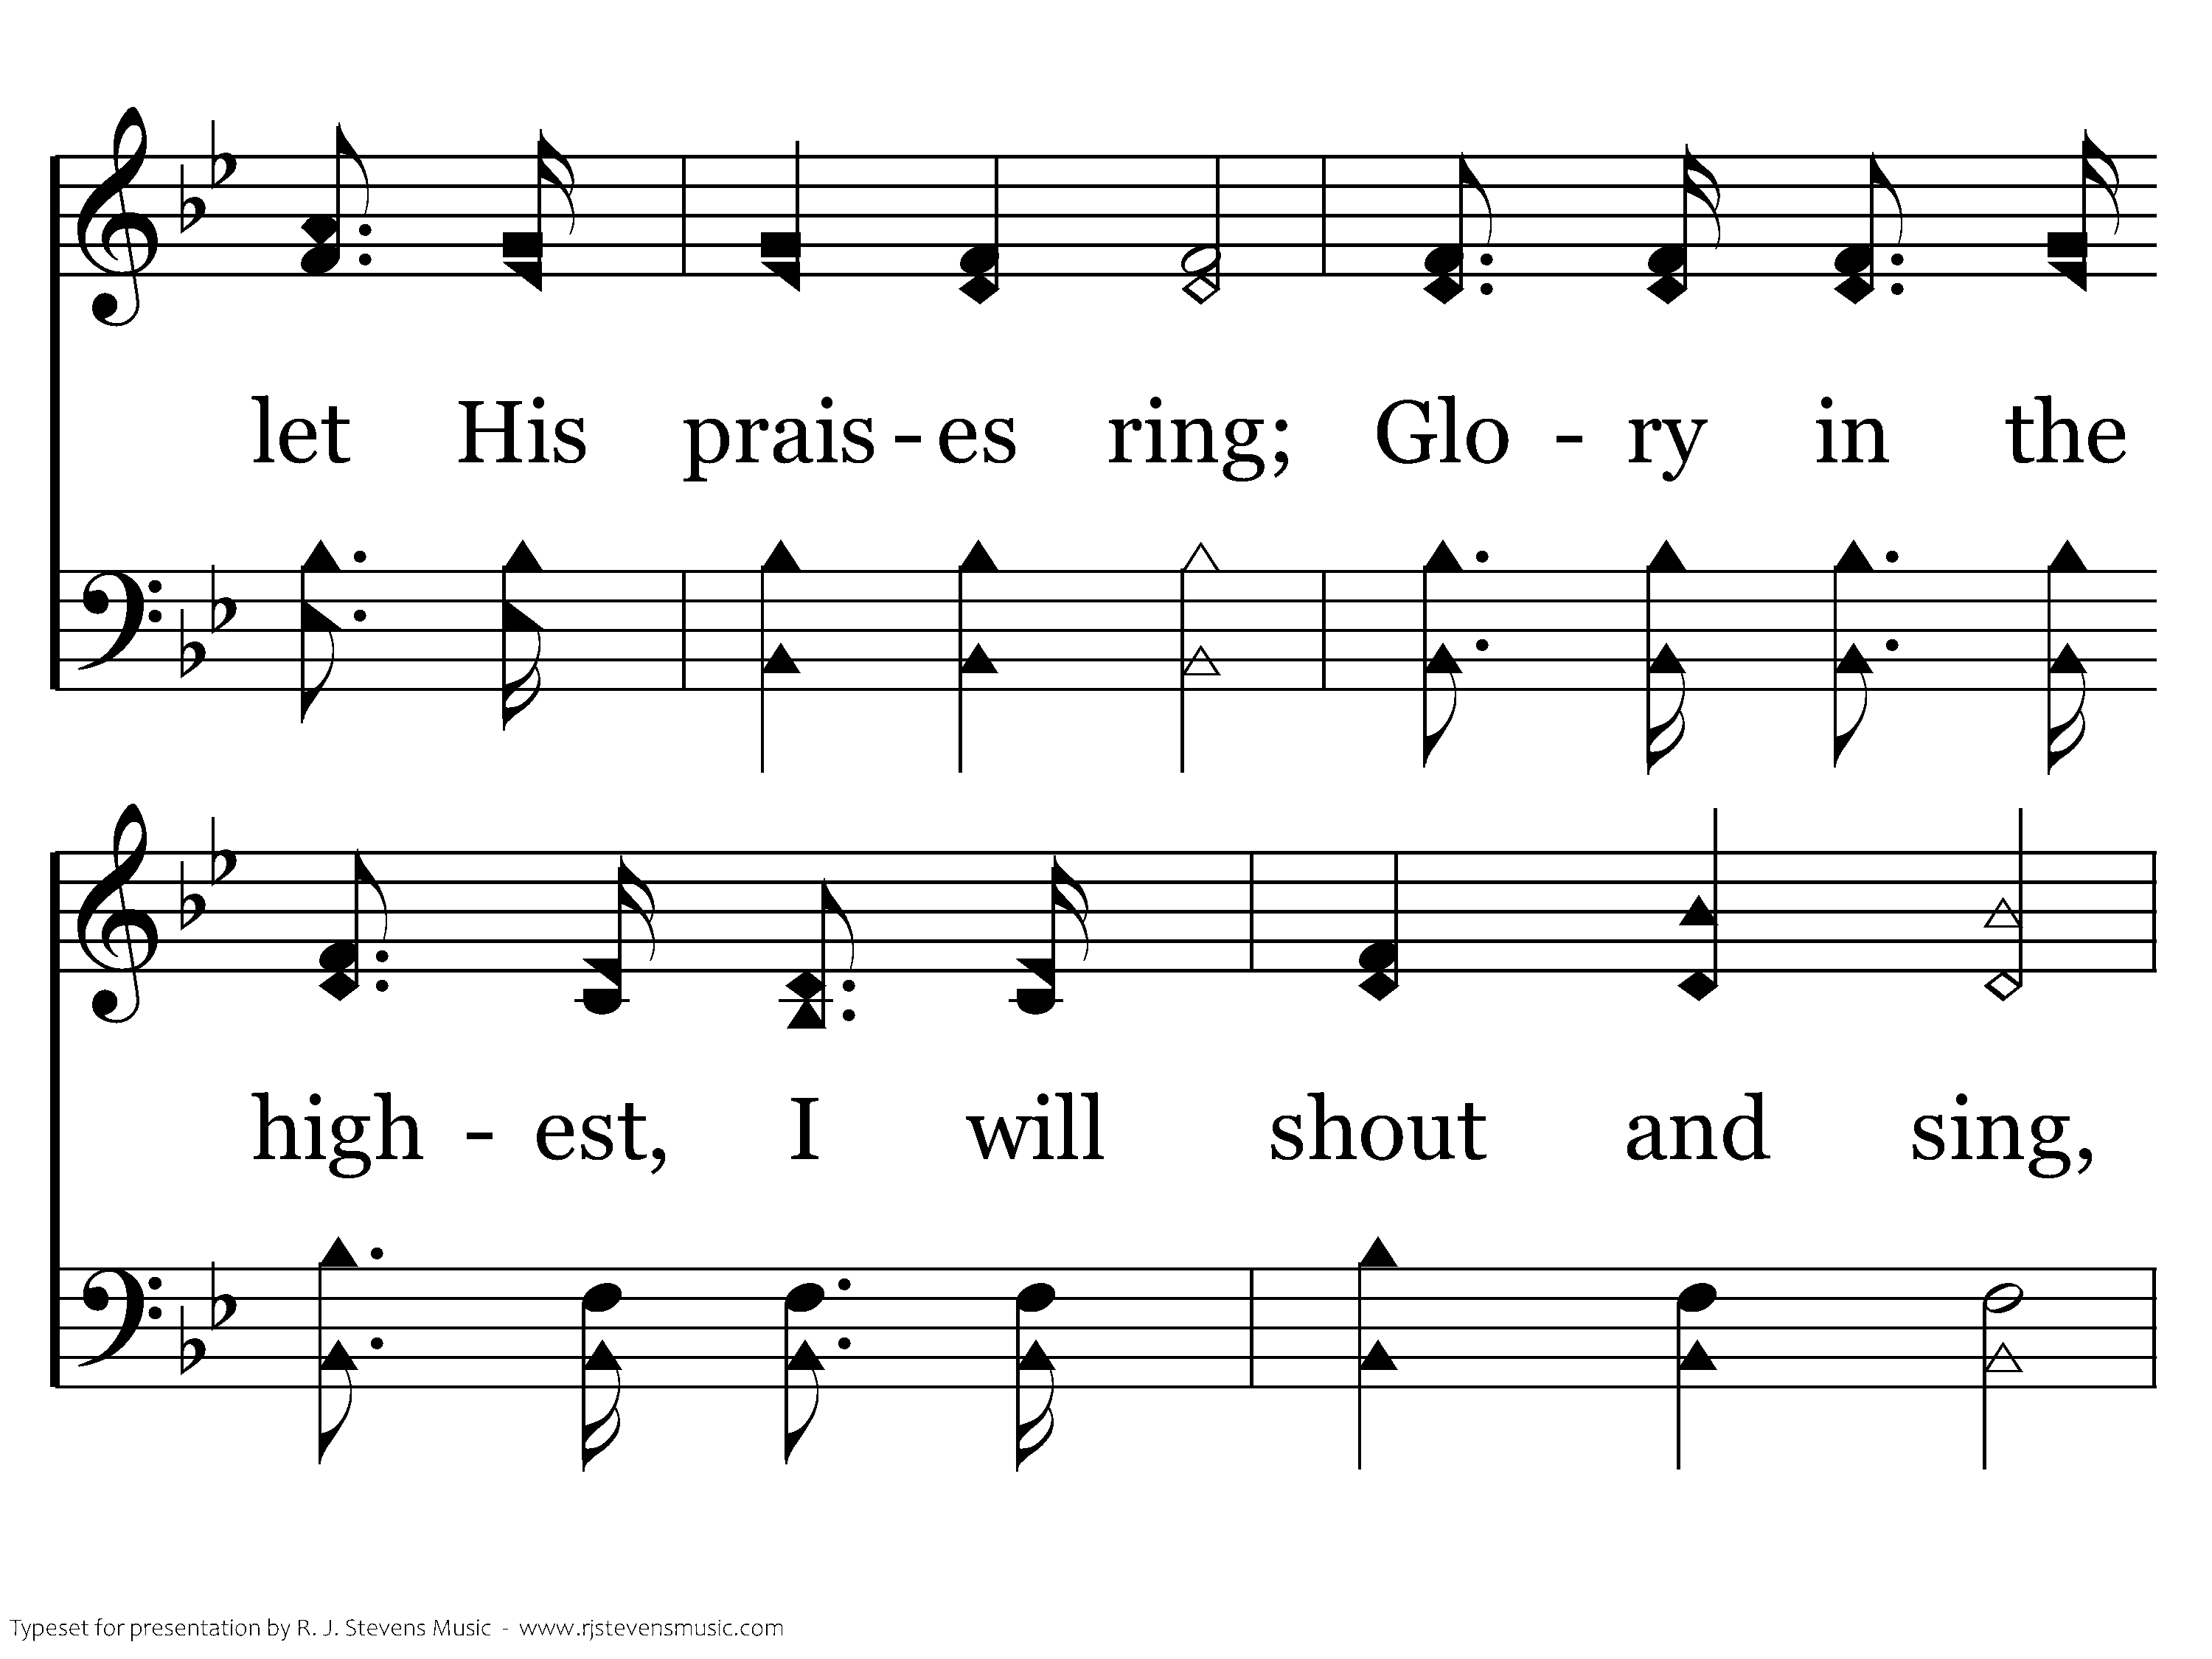 let His prais - es ring; Glo - ry in the
high - est, I will shout and sing,
Typeset for presentation by R. J. Stevens Music - www.rjstevensmusic.com